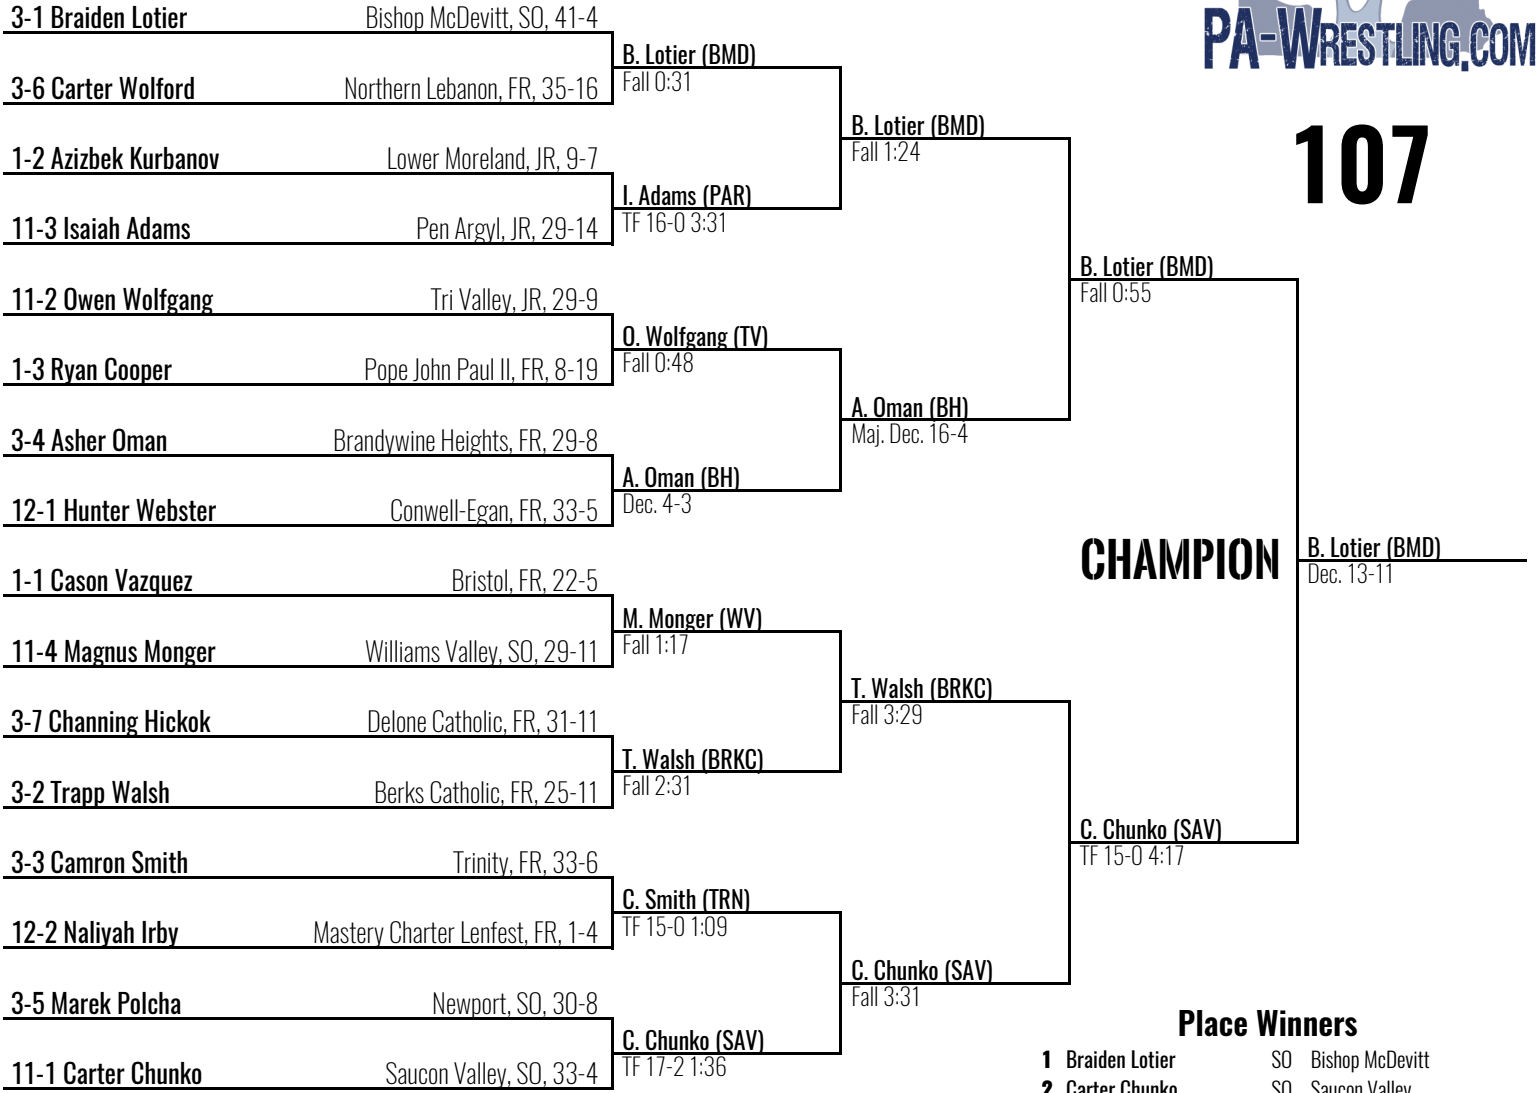 3-1 Braiden Lotier Bishop McDevitt, SO, 41-4
PA-WRESTLING.COM
B. Lotier (BMD)
Fall 0:31
3-6 Carter Wolford Northern Lebanon, FR, 35-16
107
B. Lotier (BMD)
Fall 1:24
1-2 Azizbek Kurbanov Lower Moreland, JR, 9-7
I. Adams (PAR)
TF 16-0 3:31
11-3 Isaiah Adams Pen Argyl, JR, 29-14
B. Lotier (BMD)
Fall 0:55
11-2 Owen Wolfgang Tri Valley, JR, 29-9
O. Wolfgang (TV)
Fall 0:48
1-3 Ryan Cooper Pope John Paul II, FR, 8-19
A. Oman (BH)
Maj. Dec. 16-4
3-4 Asher Oman Brandywine Heights, FR, 29-8
A. Oman (BH)
Dec. 4-3
12-1 Hunter Webster Conwell-Egan, FR, 33-5
CHAMPION
B. Lotier (BMD)
Dec. 13-11
1-1 Cason Vazquez Bristol, FR, 22-5
M. Monger (WV)
Fall 1:17
11-4 Magnus Monger Williams Valley, SO, 29-11
T. Walsh (BRKC)
Fall 3:29
3-7 Channing Hickok Delone Catholic, FR, 31-11
T. Walsh (BRKC)
Fall 2:31
3-2 Trapp Walsh Berks Catholic, FR, 25-11
C. Chunko (SAV)
TF 15-0 4:17
3-3 Camron Smith Trinity, FR, 33-6
C. Smith (TRN)
TF 15-0 1:09
12-2 Naliyah Irby Mastery Charter Lenfest, FR, 1-4
C. Chunko (SAV)
Fall 3:31
3-5 Marek Polcha Newport, SO, 30-8
C. Chunko (SAV)
TF 17-2 1:36
11-1 Carter Chunko Saucon Valley, SO, 33-4
Place Winners
1 Braiden Lotier SO Bishop McDevitt
2 Carter Chunko SO Saucon Valley